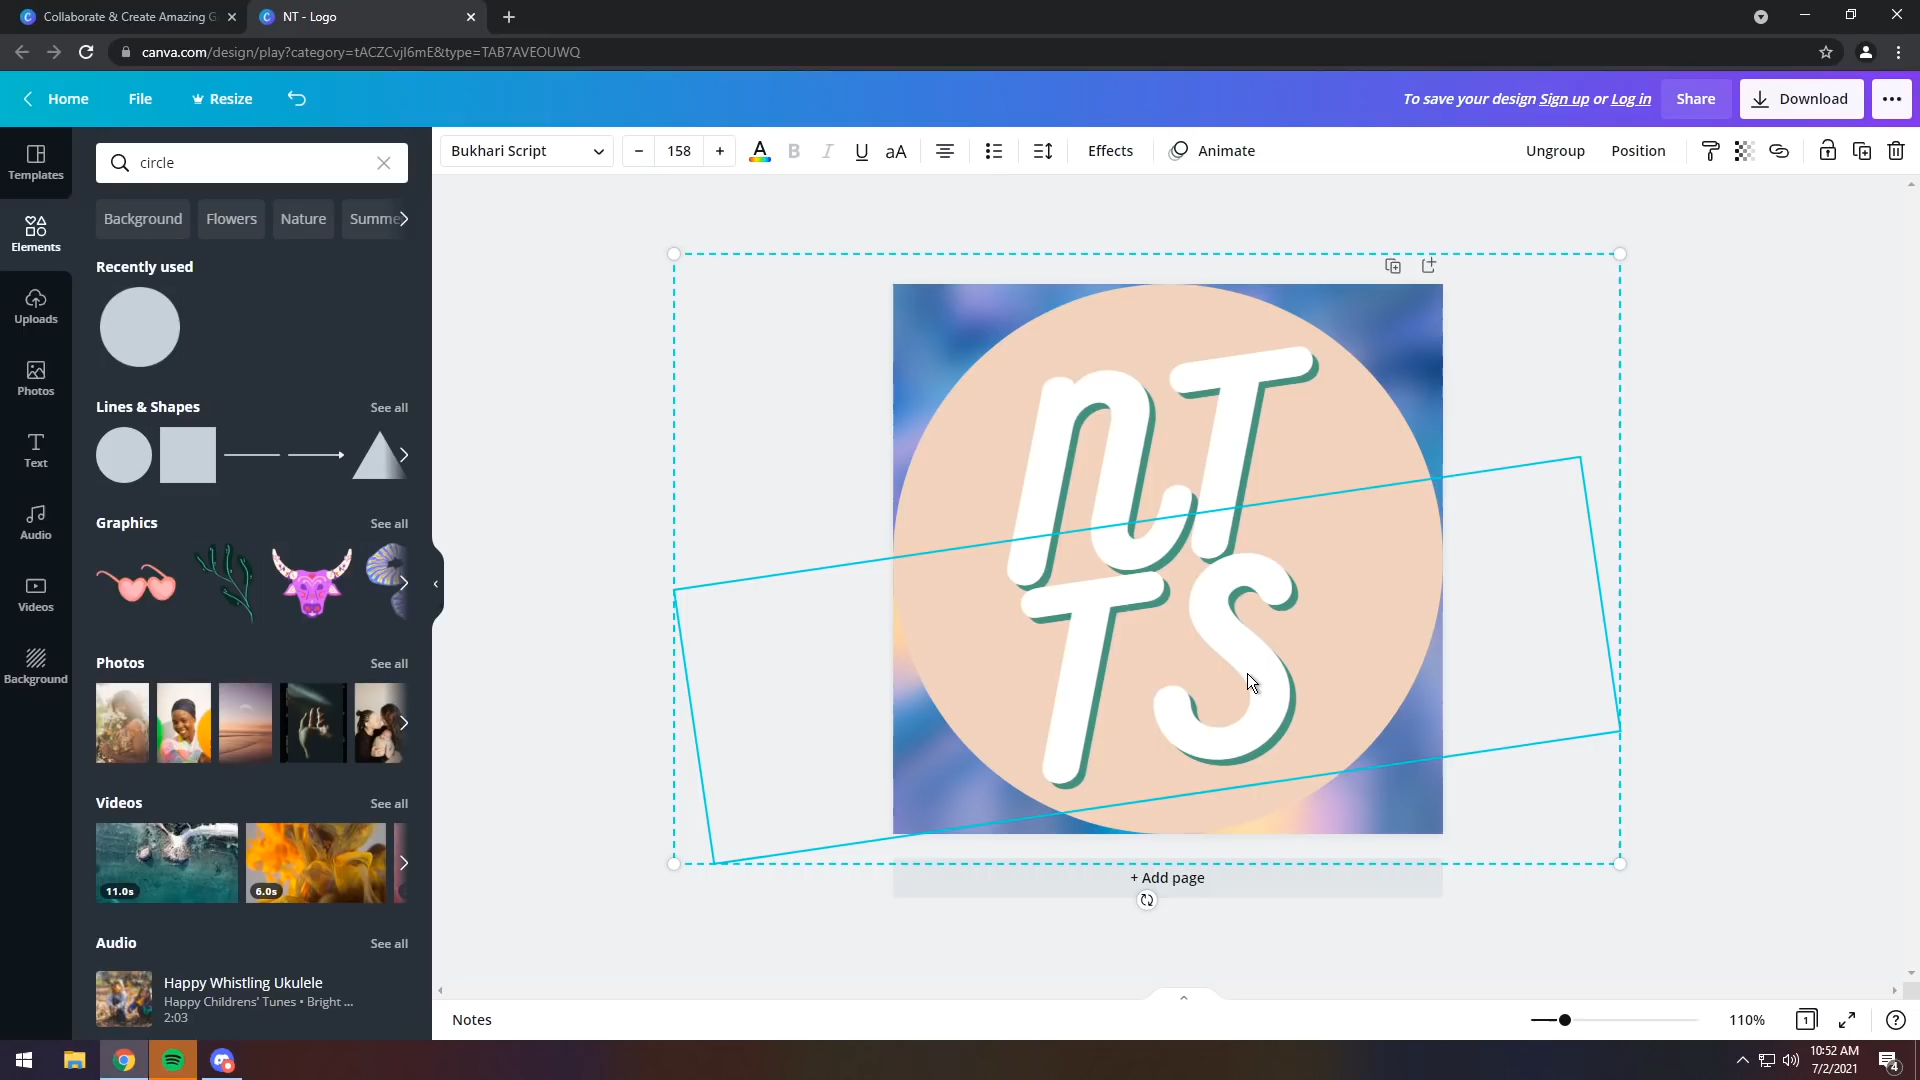 Collaborate & Create Amazing G
NT - Logo
canva.com/design/play?category=tACZCvjl6mE&type=TAB7AVEOUWQ
Home
File
Resize
To save your design Sign up or Log in
Share
Download
Templates
Elements
Uploads
Photos
Text
Audio
Videos
Background
circle
Background
Flowers
Nature
Summe
Recently used
Lines & Shapes
See all
Graphics
See all
Photos
See all
Videos
See all
11.0s
6.0s
Audio
See all
Happy Whistling Ukulele
Happy Childrens' Tunes • Bright ...
2:03
Bukhari Script
158
A
B
I
U
aA
Effects
Animate
Ungroup
Position
NT
TS
+ Add page
Notes
110%
1
10:52 AM
7/2/2021
4